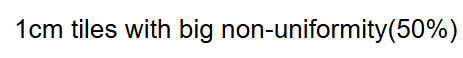 1cm tiles with big non-uniformity(50%)